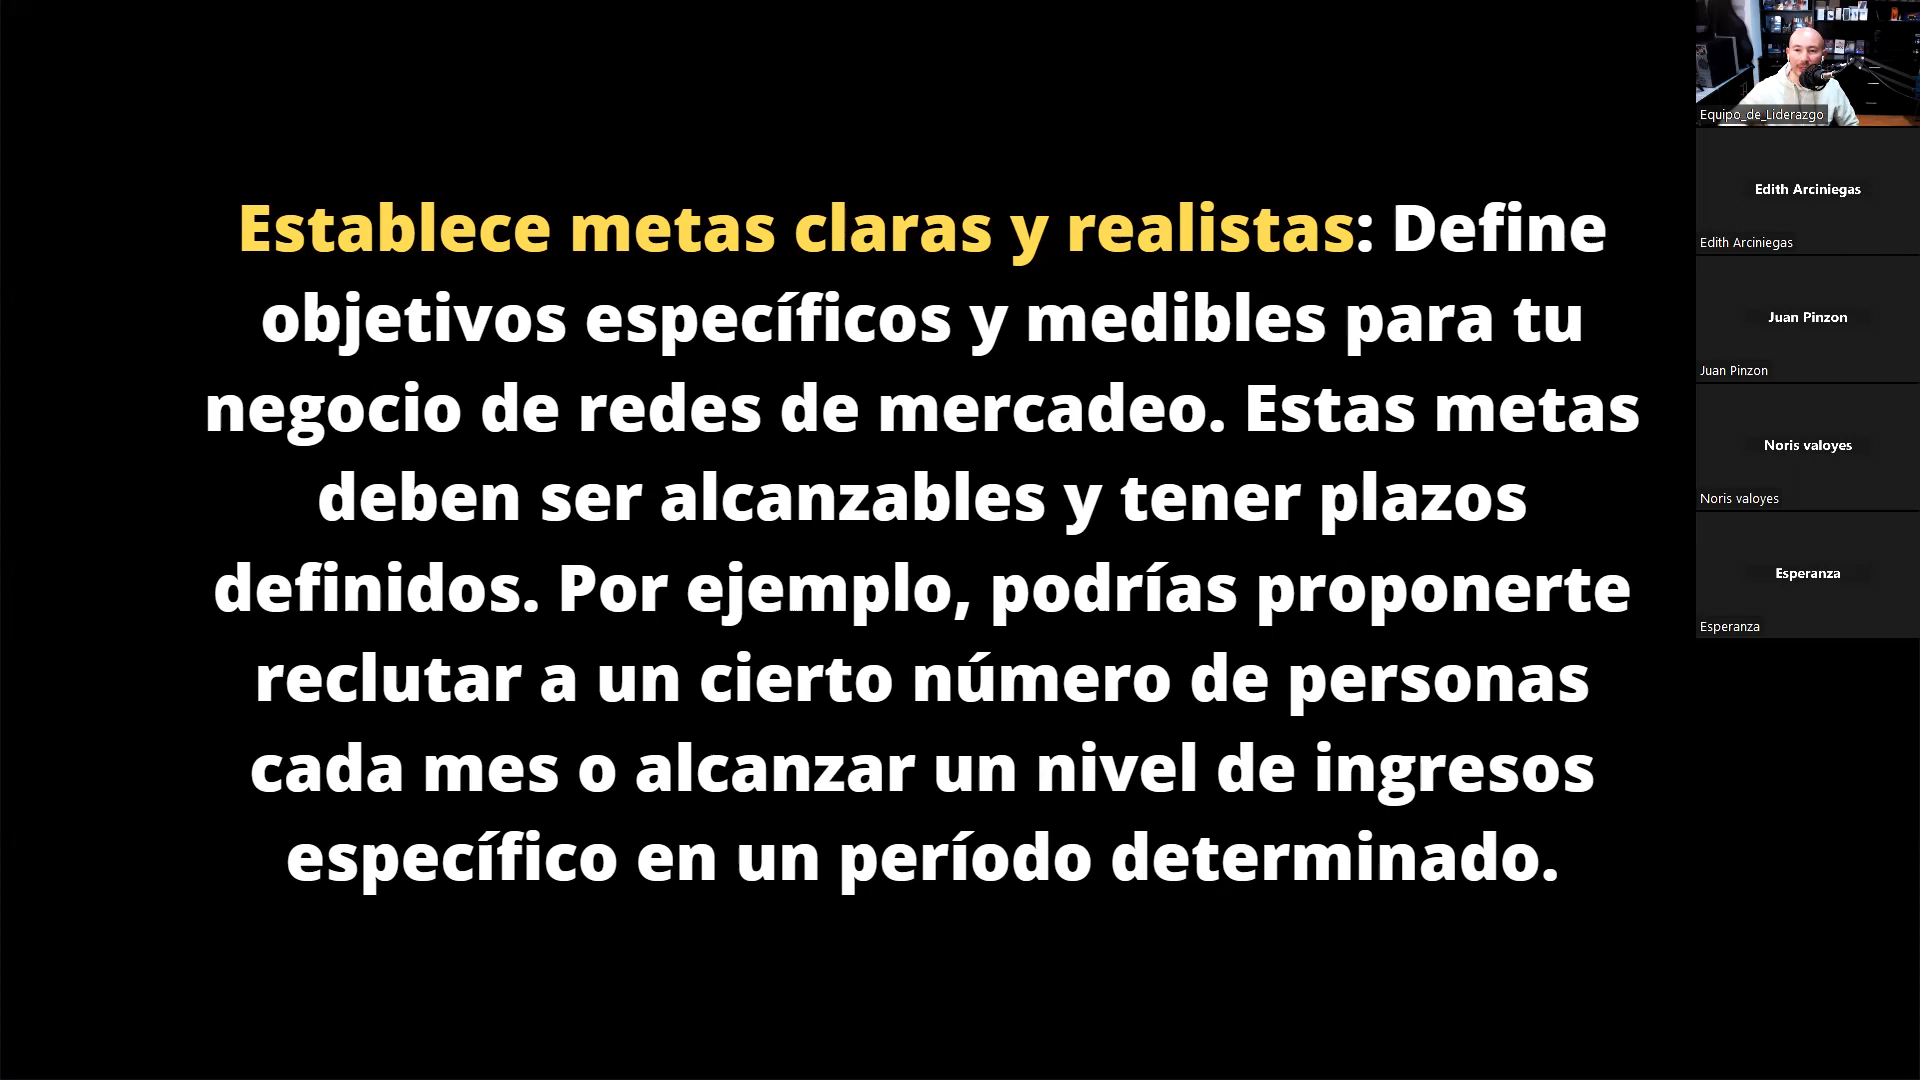 Establece metas claras y realistas: Define
objetivos específicos y medibles para tu
negocio de redes de mercadeo. Estas metas
deben ser alcanzables y tener plazos
definidos. Por ejemplo, podrías proponerte
reclutar a un cierto número de personas
cada mes o alcanzar un nivel de ingresos
específico en un período determinado.
Equipo_de_Liderazgo
Edith Arciniegas
Edith Arciniegas
Juan Pinzon
Juan Pinzon
Noris valoyes
Noris valoyes
Esperanza
Esperanza